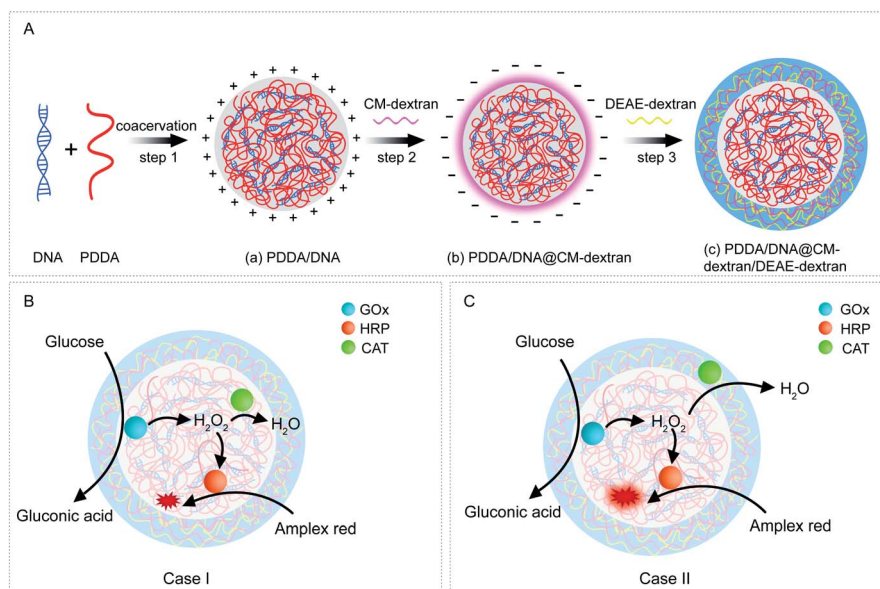 A
DNA
+
PDDA
coacervation
step 1
(a) PDDA/DNA
CM-dextran
step 2
(b) PDDA/DNA@CM-dextran
DEAE-dextran
step 3
(c) PDDA/DNA@CM-
dextran/DEAE-dextran
B
GOx
HRP
CAT
Glucose
H₂O₂
H₂O
Gluconic acid
Amplex red
Case I
C
GOx
HRP
CAT
Glucose
H₂O₂
H₂O
Gluconic acid
Amplex red
Case II